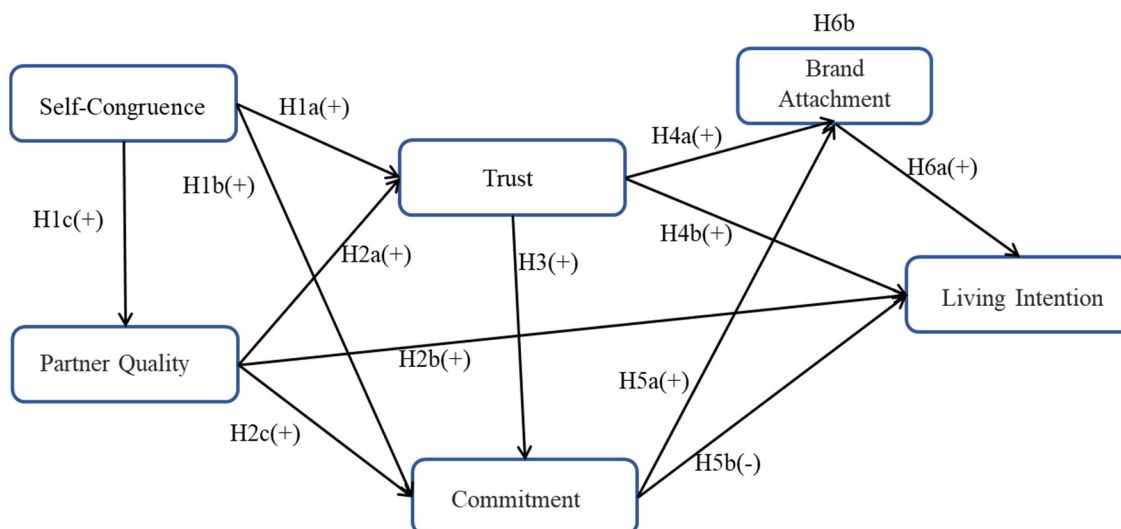 H6b
Brand
Attachment
Self-Congruence
H1a(+)
H4a(+)
H6a(+)
H1b(+)
Trust
H1c(+)
H2a(+)
H3(+)
H4b(+)
Living Intention
Partner Quality
H2b(+)
H5a(+)
H2c(+)
H5b(-)
Commitment